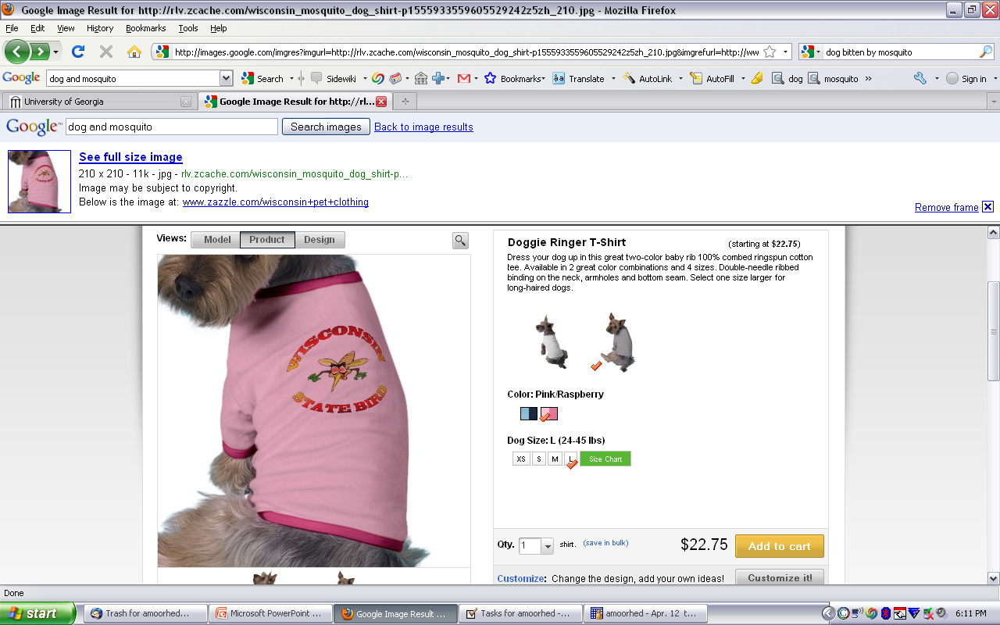 Google Image Result for http://rlv.zcache.com/wisconsin_mosquito_dog_shirt-p1555933559605529242z5zh_210.jpg - Mozilla Firefox
File Edit View History Bookmarks Tools Help
http://images.google.com/imgres?imgurl=http://rlv.zcache.com/wisconsin_mosquito_dog_shirt-p1555933559605529242z5zh_210.jpg&imgrefurl=http://ww
dog bitten by mosquito
Google dog and mosquito Search Sidewiki Bookmarks Translate AutoLink AutoFill dog mosquito » Sign in
University of Georgia Google Image Result for http://rl...
Google™ dog and mosquito Search images Back to image results
See full size image
210 x 210 - 11k - jpg - rlv.zcache.com/wisconsin_mosquito_dog_shirt-p...
Image may be subject to copyright.
Below is the image at: www.zazzle.com/wisconsin+pet+clothing
Remove frame
Views: Model Product Design
WISCONSIN
STATE BIRD
Doggie Ringer T-Shirt (starting at $22.75)
Dress your dog up in this great two-color baby rib 100% combed ringspun cotton
tee. Available in 2 great color combinations and 4 sizes. Double-needle ribbed
binding on the neck, armholes and bottom seam. Select one size larger for
long-haired dogs.
Color: Pink/Raspberry
Dog Size: L (24-45 lbs)
XS S M L Size Chart
Qty. 1 shirt. (save in bulk) $22.75 Add to cart
Customize: Change the design, add your own ideas! Customize it!
Done
start Trash for amoorhed... Microsoft PowerPoint ... Google Image Result ... Tasks for amoorhed -... amoorhed - Apr. 12 t... 6:11 PM